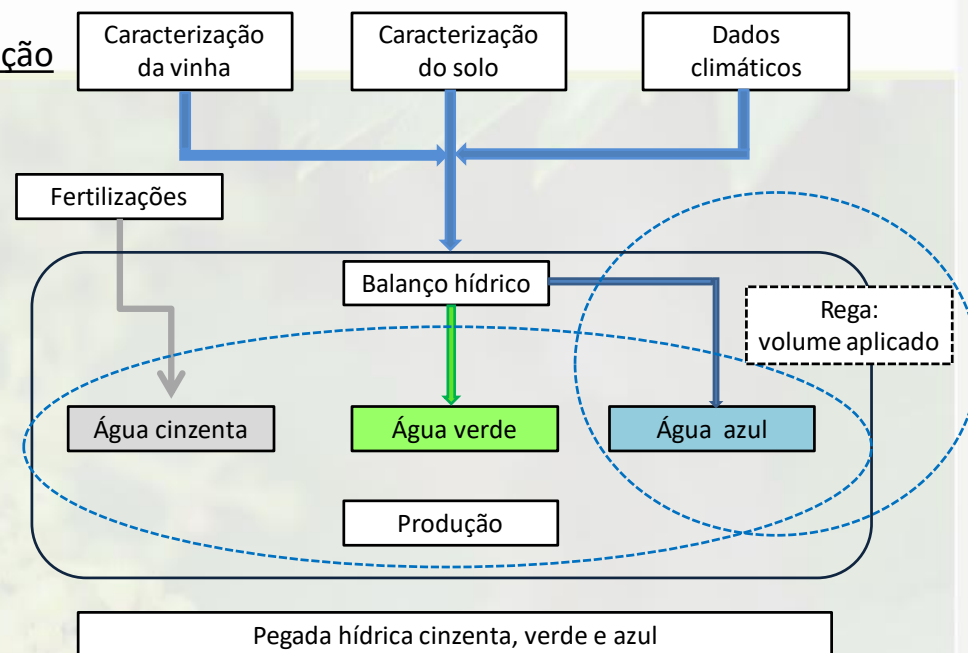 ção
Caracterização
da vinha
Caracterização
do solo
Dados
climáticos
Fertilizações
Balanço hídrico
Rega:
volume aplicado
Água cinzenta
Água verde
Água azul
Produção
Pegada hídrica cinzenta, verde e azul